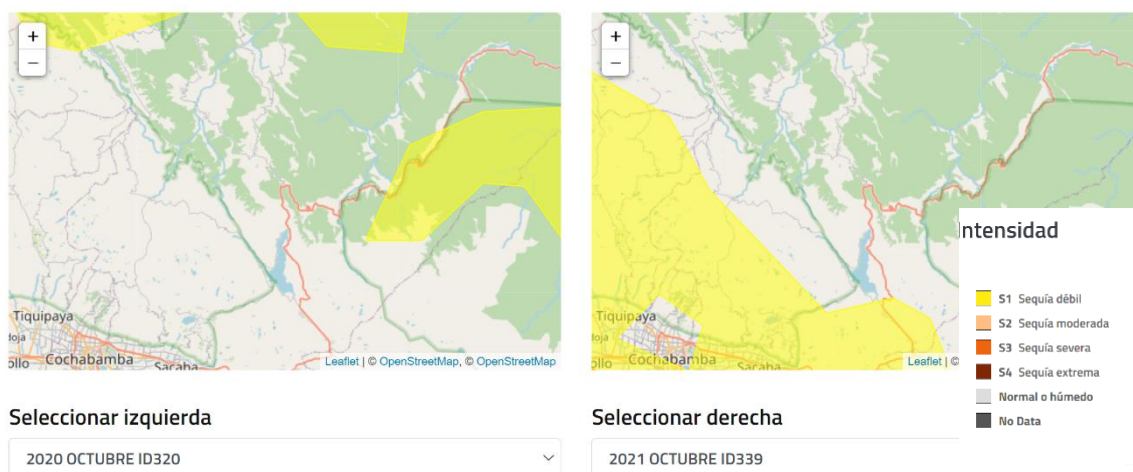 +
−
Tiquipaya
Cochabamba
Sacaba
Leaflet | © OpenStreetMap, © OpenStreetMap
+
−
Tiquipaya
Cochabamba
Sacaba
Leaflet | ©
Intensidad
S1 Sequía débil
S2 Sequía moderada
S3 Sequía severa
S4 Sequía extrema
Normal o húmedo
No Data
Seleccionar izquierda
2020 OCTUBRE ID320
Seleccionar derecha
2021 OCTUBRE ID339